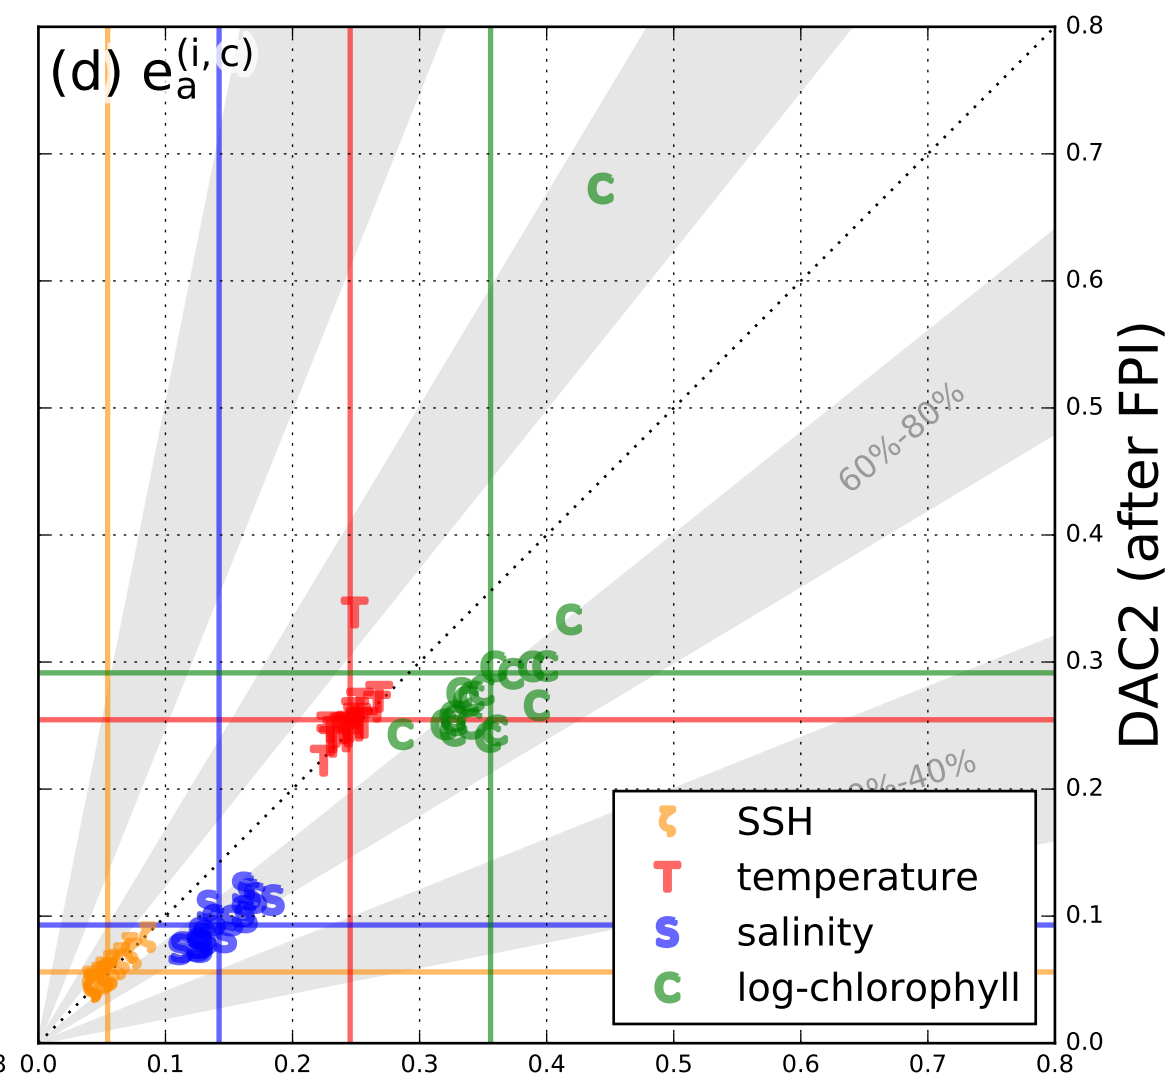 (d) e_a^(i, c)
0.8
0.7
0.6
0.5
0.4
0.3
0.2
0.1
0.0
DAC2 (after FPI)
60%-80%
%-40%
ζ SSH
T temperature
S salinity
C log-chlorophyll
0.0 0.1 0.2 0.3 0.4 0.5 0.6 0.7 0.8